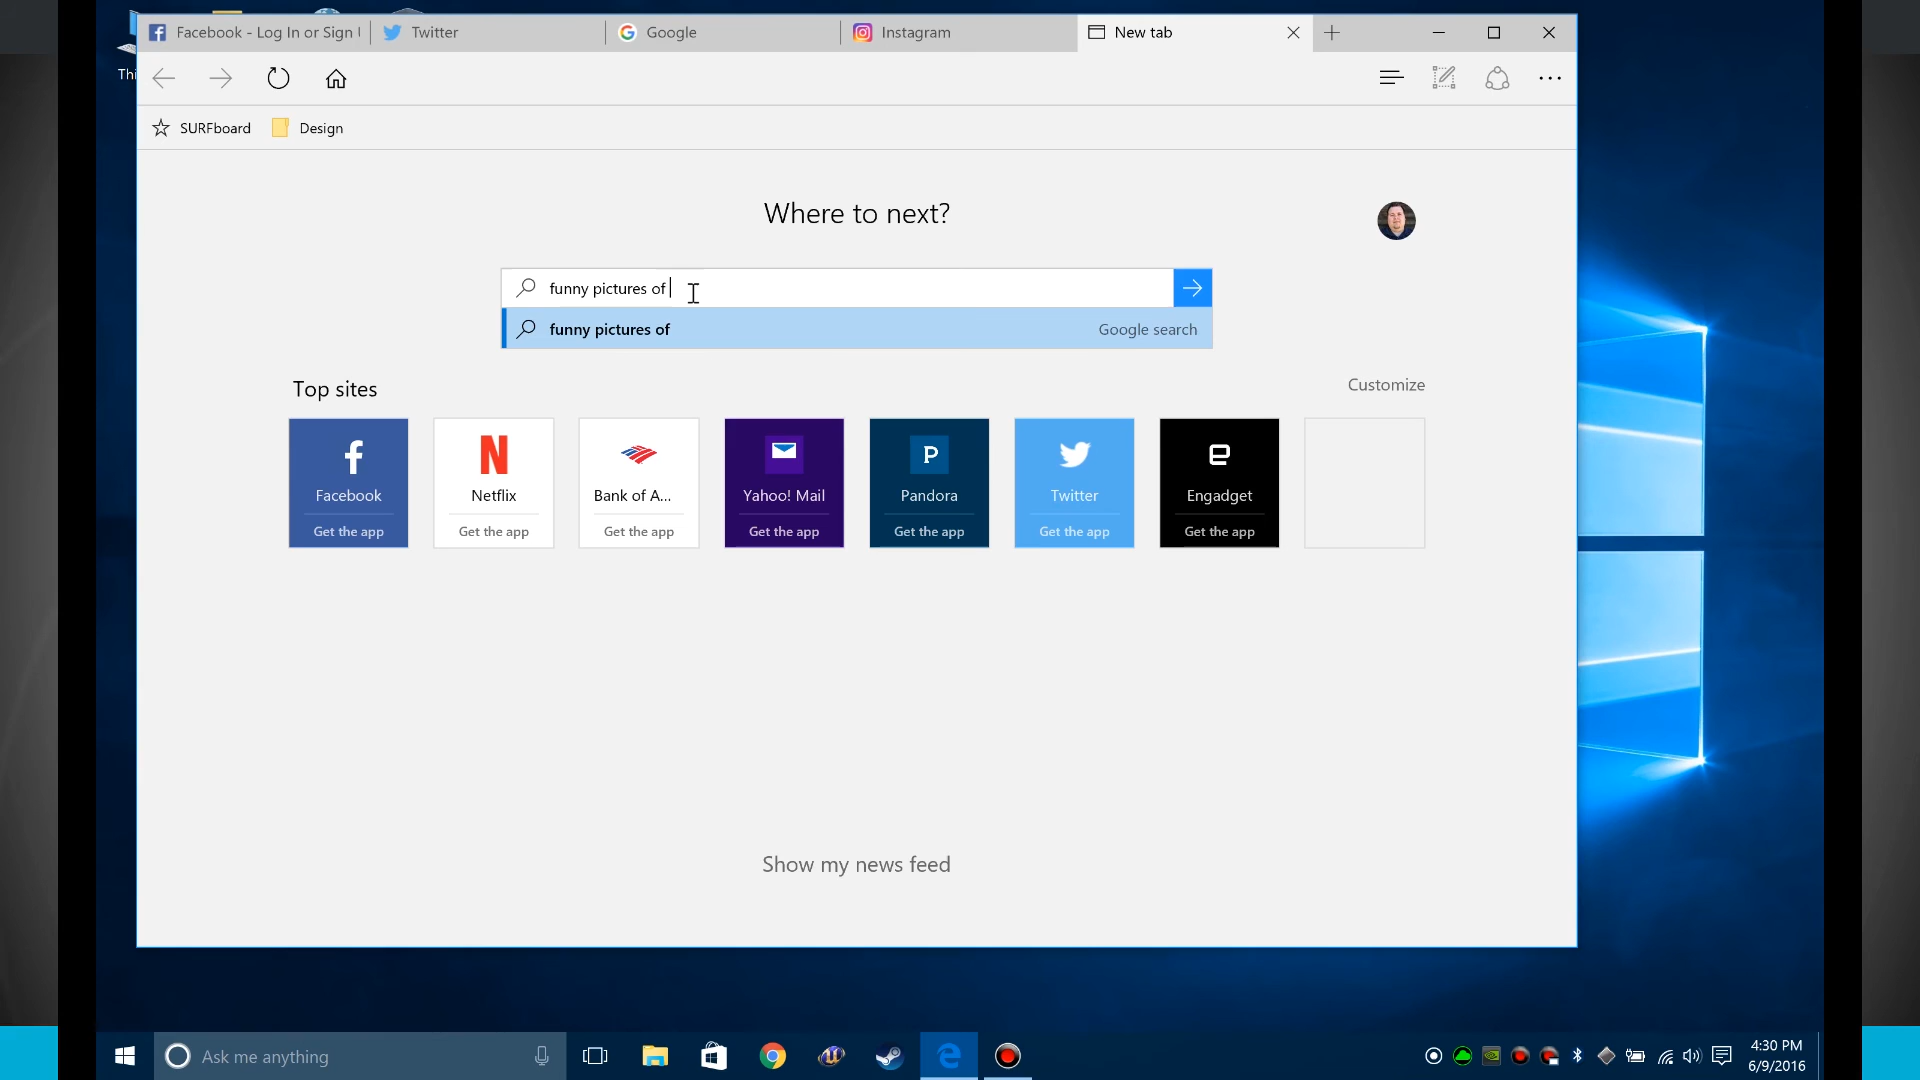 Facebook - Log In or Sign
Twitter
Google
Instagram
New tab
Thi
SURFboard
Design
Where to next?
funny pictures of
funny pictures of
Google search
Top sites
Customize
Facebook
Get the app
Netflix
Get the app
Bank of A...
Get the app
Yahoo! Mail
Get the app
P
Pandora
Get the app
Twitter
Get the app
Engadget
Get the app
Show my news feed
Ask me anything
4:30 PM
6/9/2016